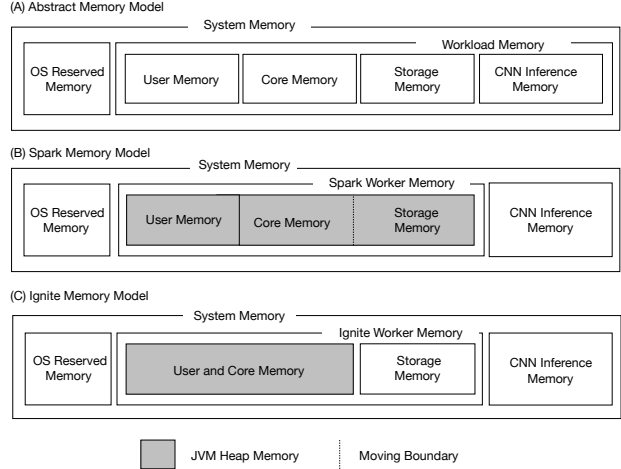 (A) Abstract Memory Model
System Memory
Workload Memory
OS Reserved
Memory
User Memory
Core Memory
Storage
Memory
CNN Inference
Memory
(B) Spark Memory Model
System Memory
Spark Worker Memory
OS Reserved
Memory
User Memory
Core Memory
Storage
Memory
CNN Inference
Memory
(C) Ignite Memory Model
System Memory
Ignite Worker Memory
OS Reserved
Memory
User and Core Memory
Storage
Memory
CNN Inference
Memory
JVM Heap Memory
Moving Boundary